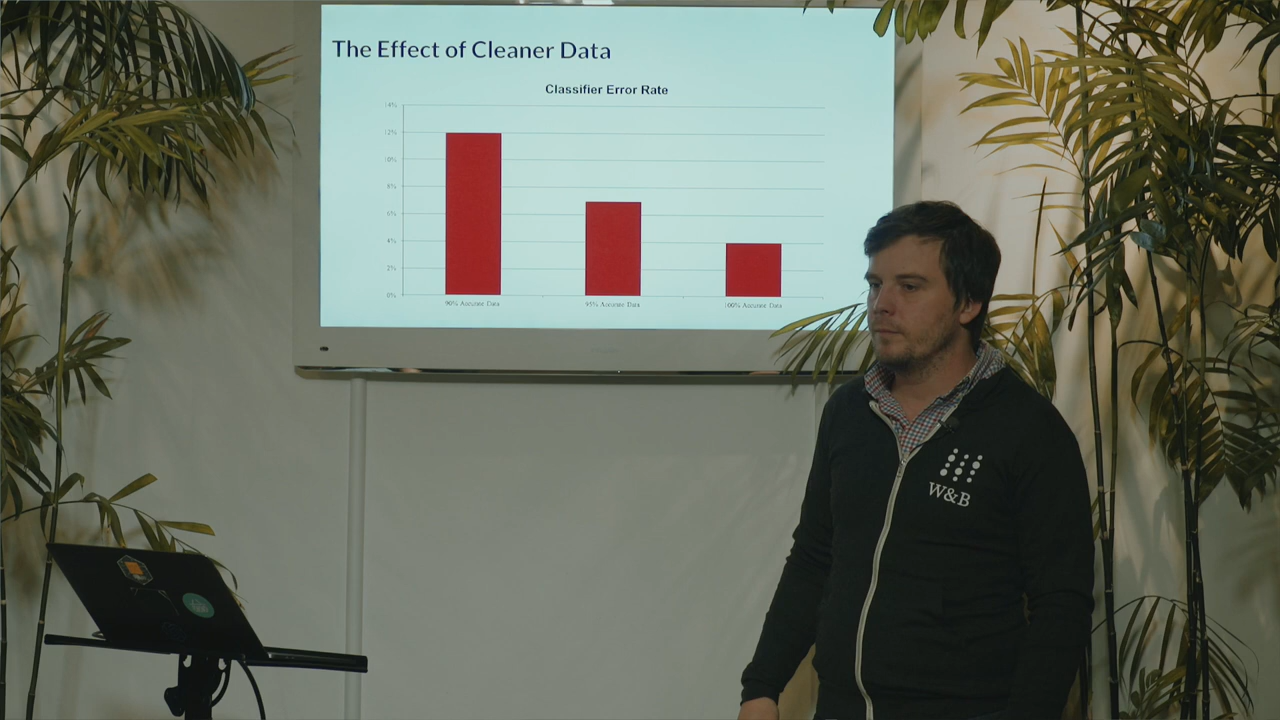 The Effect of Cleaner Data
Classifier Error Rate
14%
12%
10%
8%
6%
4%
2%
0%
90% Accurate Data
95% Accurate Data
100% Accurate Data
W&B